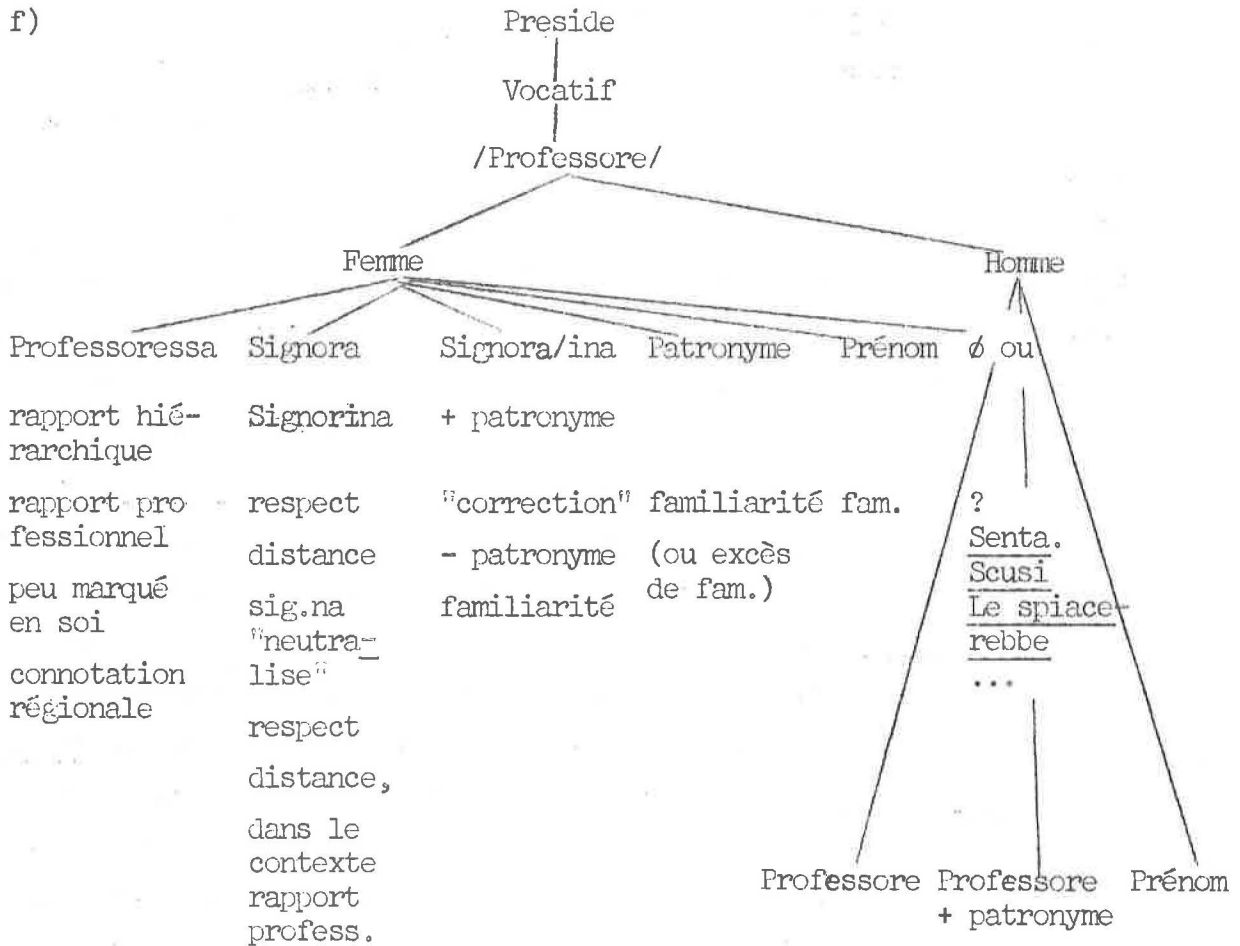 f)
Preside
Vocatif
/Professore/
Femme
Homme
Professoressa Signora Signora/ina Patronyme Prénom ∅ ou
rapport hié-
rarchique
rapport pro
fessionnel
peu marqué
en soi
connotation
régionale
Signorina
respect
distance
sig.na
"neutra-
lise"
respect
distance,
dans le
contexte
rapport
profess.
+ patronyme
"correction"
- patronyme
familiarité
familiarité
(ou excès
de fam.)
fam.
?
Senta.
Scusi
Le spiace-
rebbe
...
Professore
Professore
+ patronyme
Prénom